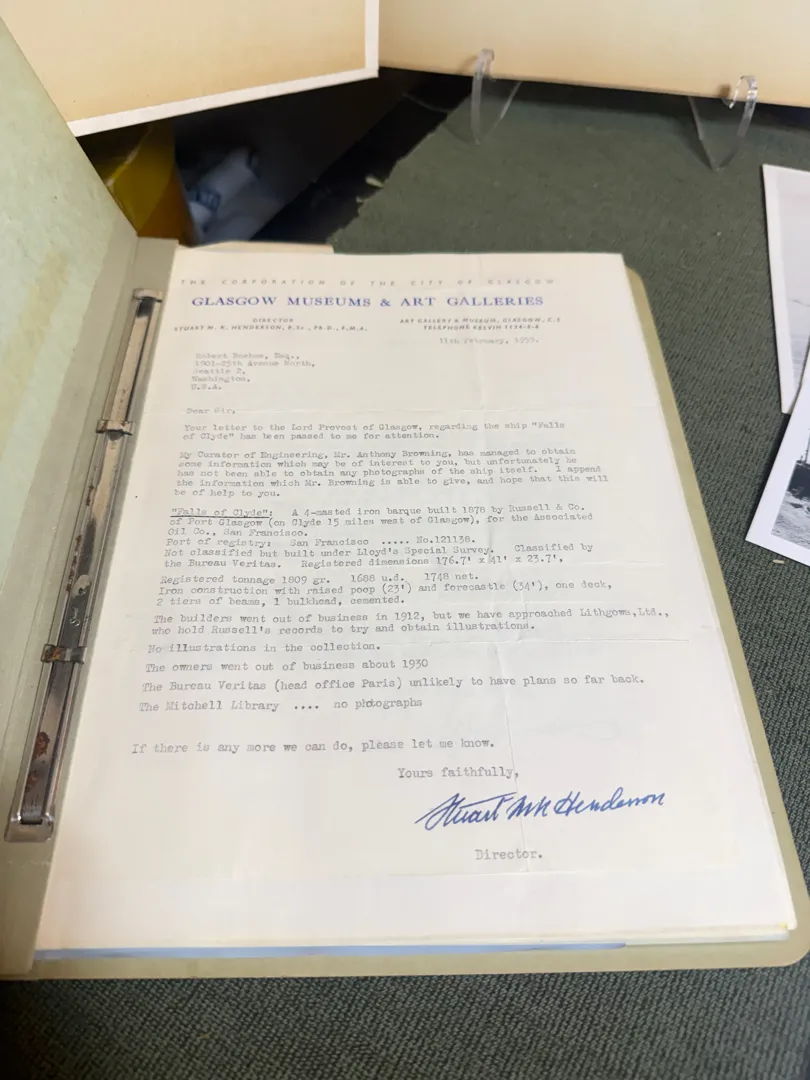 THE CORPORATION OF THE CITY OF GLASGOW
GLASGOW MUSEUMS & ART GALLERIES
DIRECTOR
STUART M. K. HENDERSON, B.Sc., PH.D., F.M.A.
ART GALLERY & MUSEUM, GLASGOW, C.3
TELEPHONE KELVIN 1134-5-6
11th February, 1959.
Robert Esq.,
1801-25th Avenue North,
Seattle 2,
Washington,
U.S.A.
Dear Sir,
Your letter to the Lord Provost of Glasgow, regarding the ship "Falls
of Clyde" has been passed to me for attention.
My Curator of Engineering, Mr. Anthony Browning, has managed to obtain
some information which may be of interest to you, but unfortunately he
has not been able to obtain any photographs of the ship itself. I append
the information which Mr. Browning is able to give, and hope that this will
be of help to you.
"Falls of Clyde": A 4-masted iron barque built 1878 by Russell & Co.
of Port Glasgow (on Clyde 15 miles west of Glasgow), for the Associated
Oil Co., San Francisco.
Port of registry: San Francisco ..... No.121138.
Not classified but built under Lloyd's Special Survey. Classified by
the Bureau Veritas. Registered dimensions 176.7' x 41' x 23.7',
Registered tonnage 1809 gr. 1688 u.d. 1748 net.
Iron construction with raised poop (23') and forecastle (34'), one deck,
2 tiers of beams, 1 bulkhead, cemented.
The builders went out of business in 1912, but we have approached Lithgows,Ltd.,
who hold Russell's records to try and obtain illustrations.
No illustrations in the collection.
The owners went out of business about 1930
The Bureau Veritas (head office Paris) unlikely to have plans so far back.
The Mitchell Library .... no photographs
If there is any more we can do, please let me know.
Yours faithfully,
Stuart M K Henderson
Director.